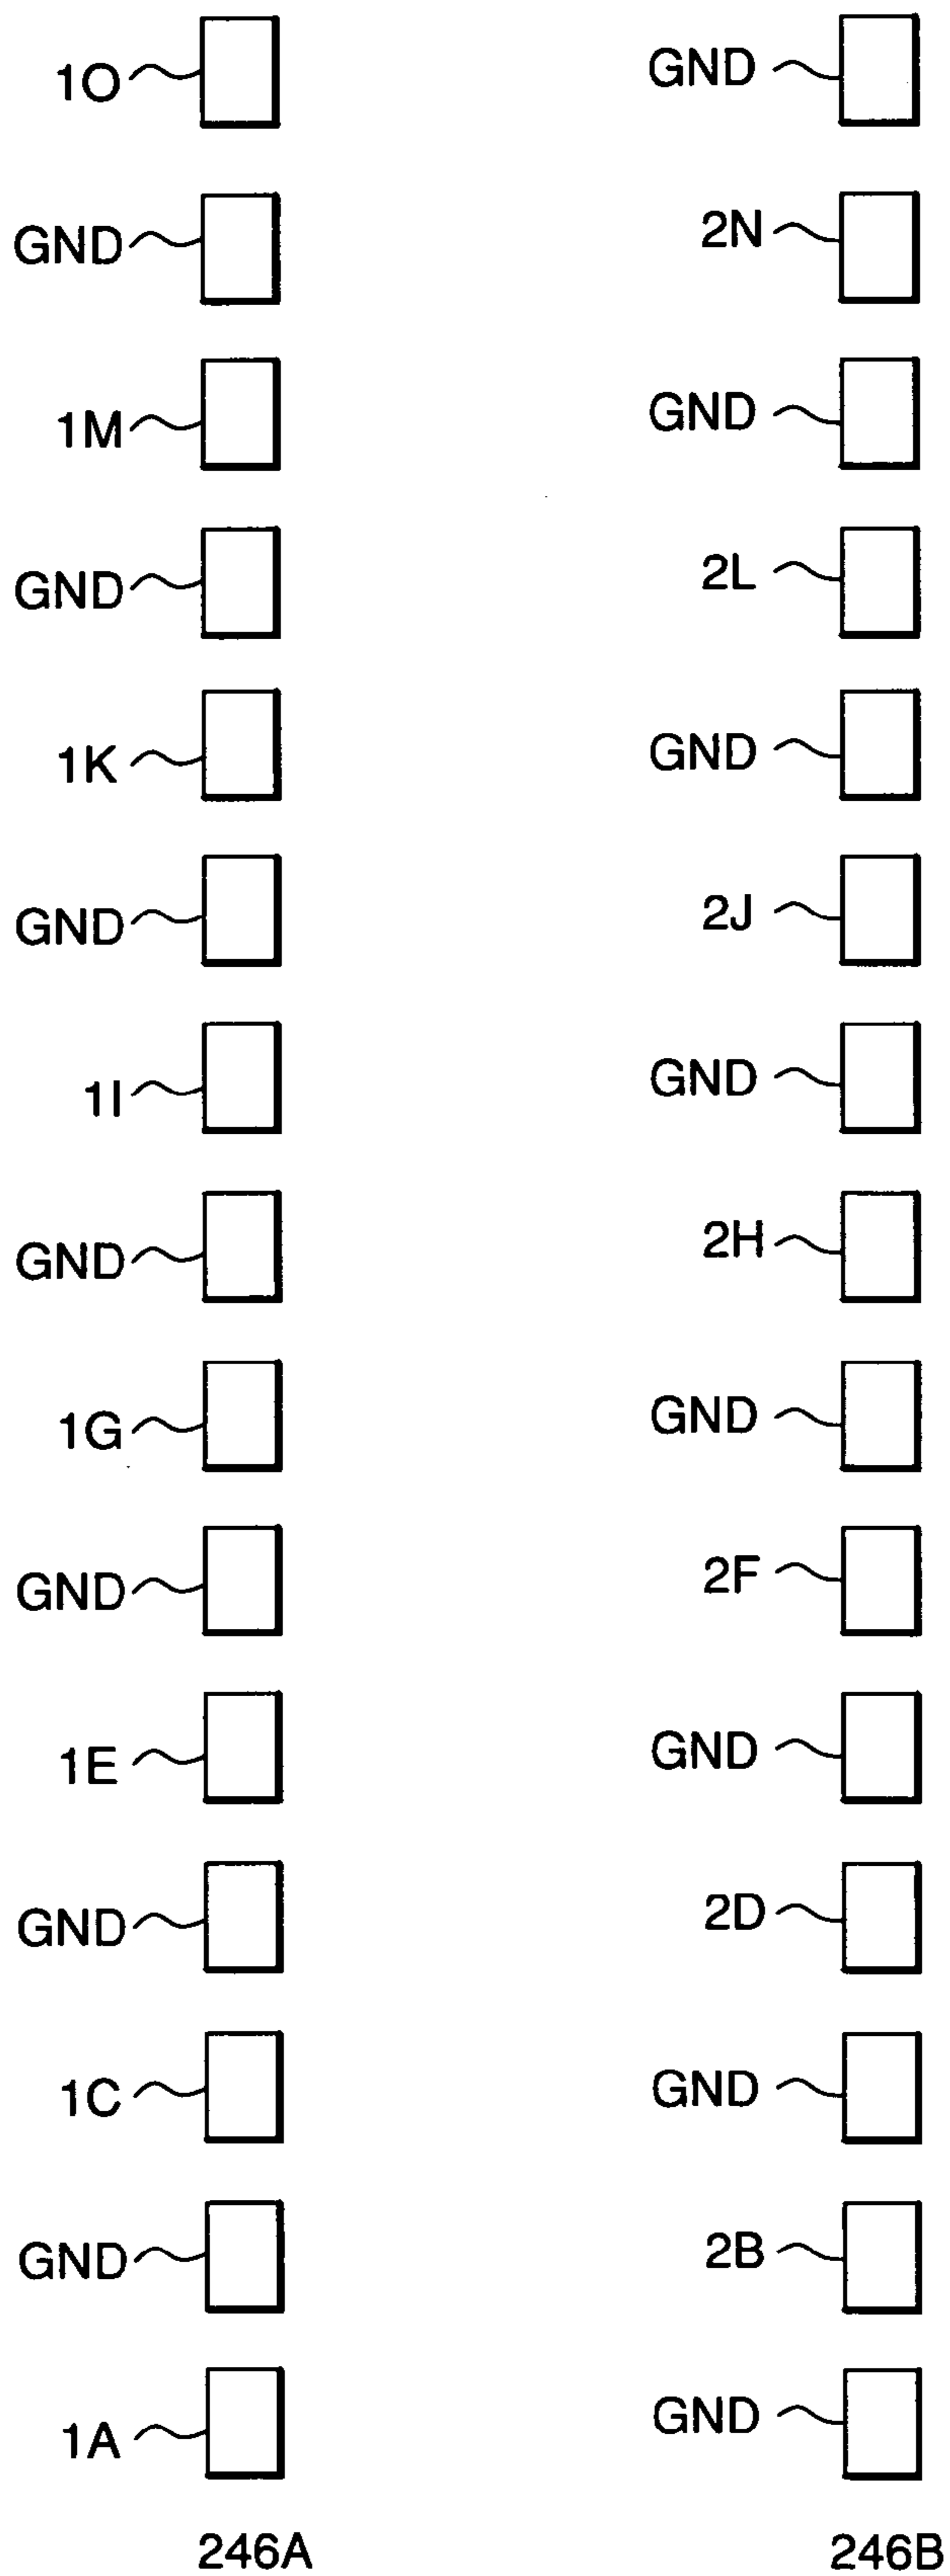 1O GND
GND 2N
1M GND
GND 2L
1K GND
GND 2J
1I GND
GND 2H
1G GND
GND 2F
1E GND
GND 2D
1C GND
GND 2B
1A GND
246A 246B